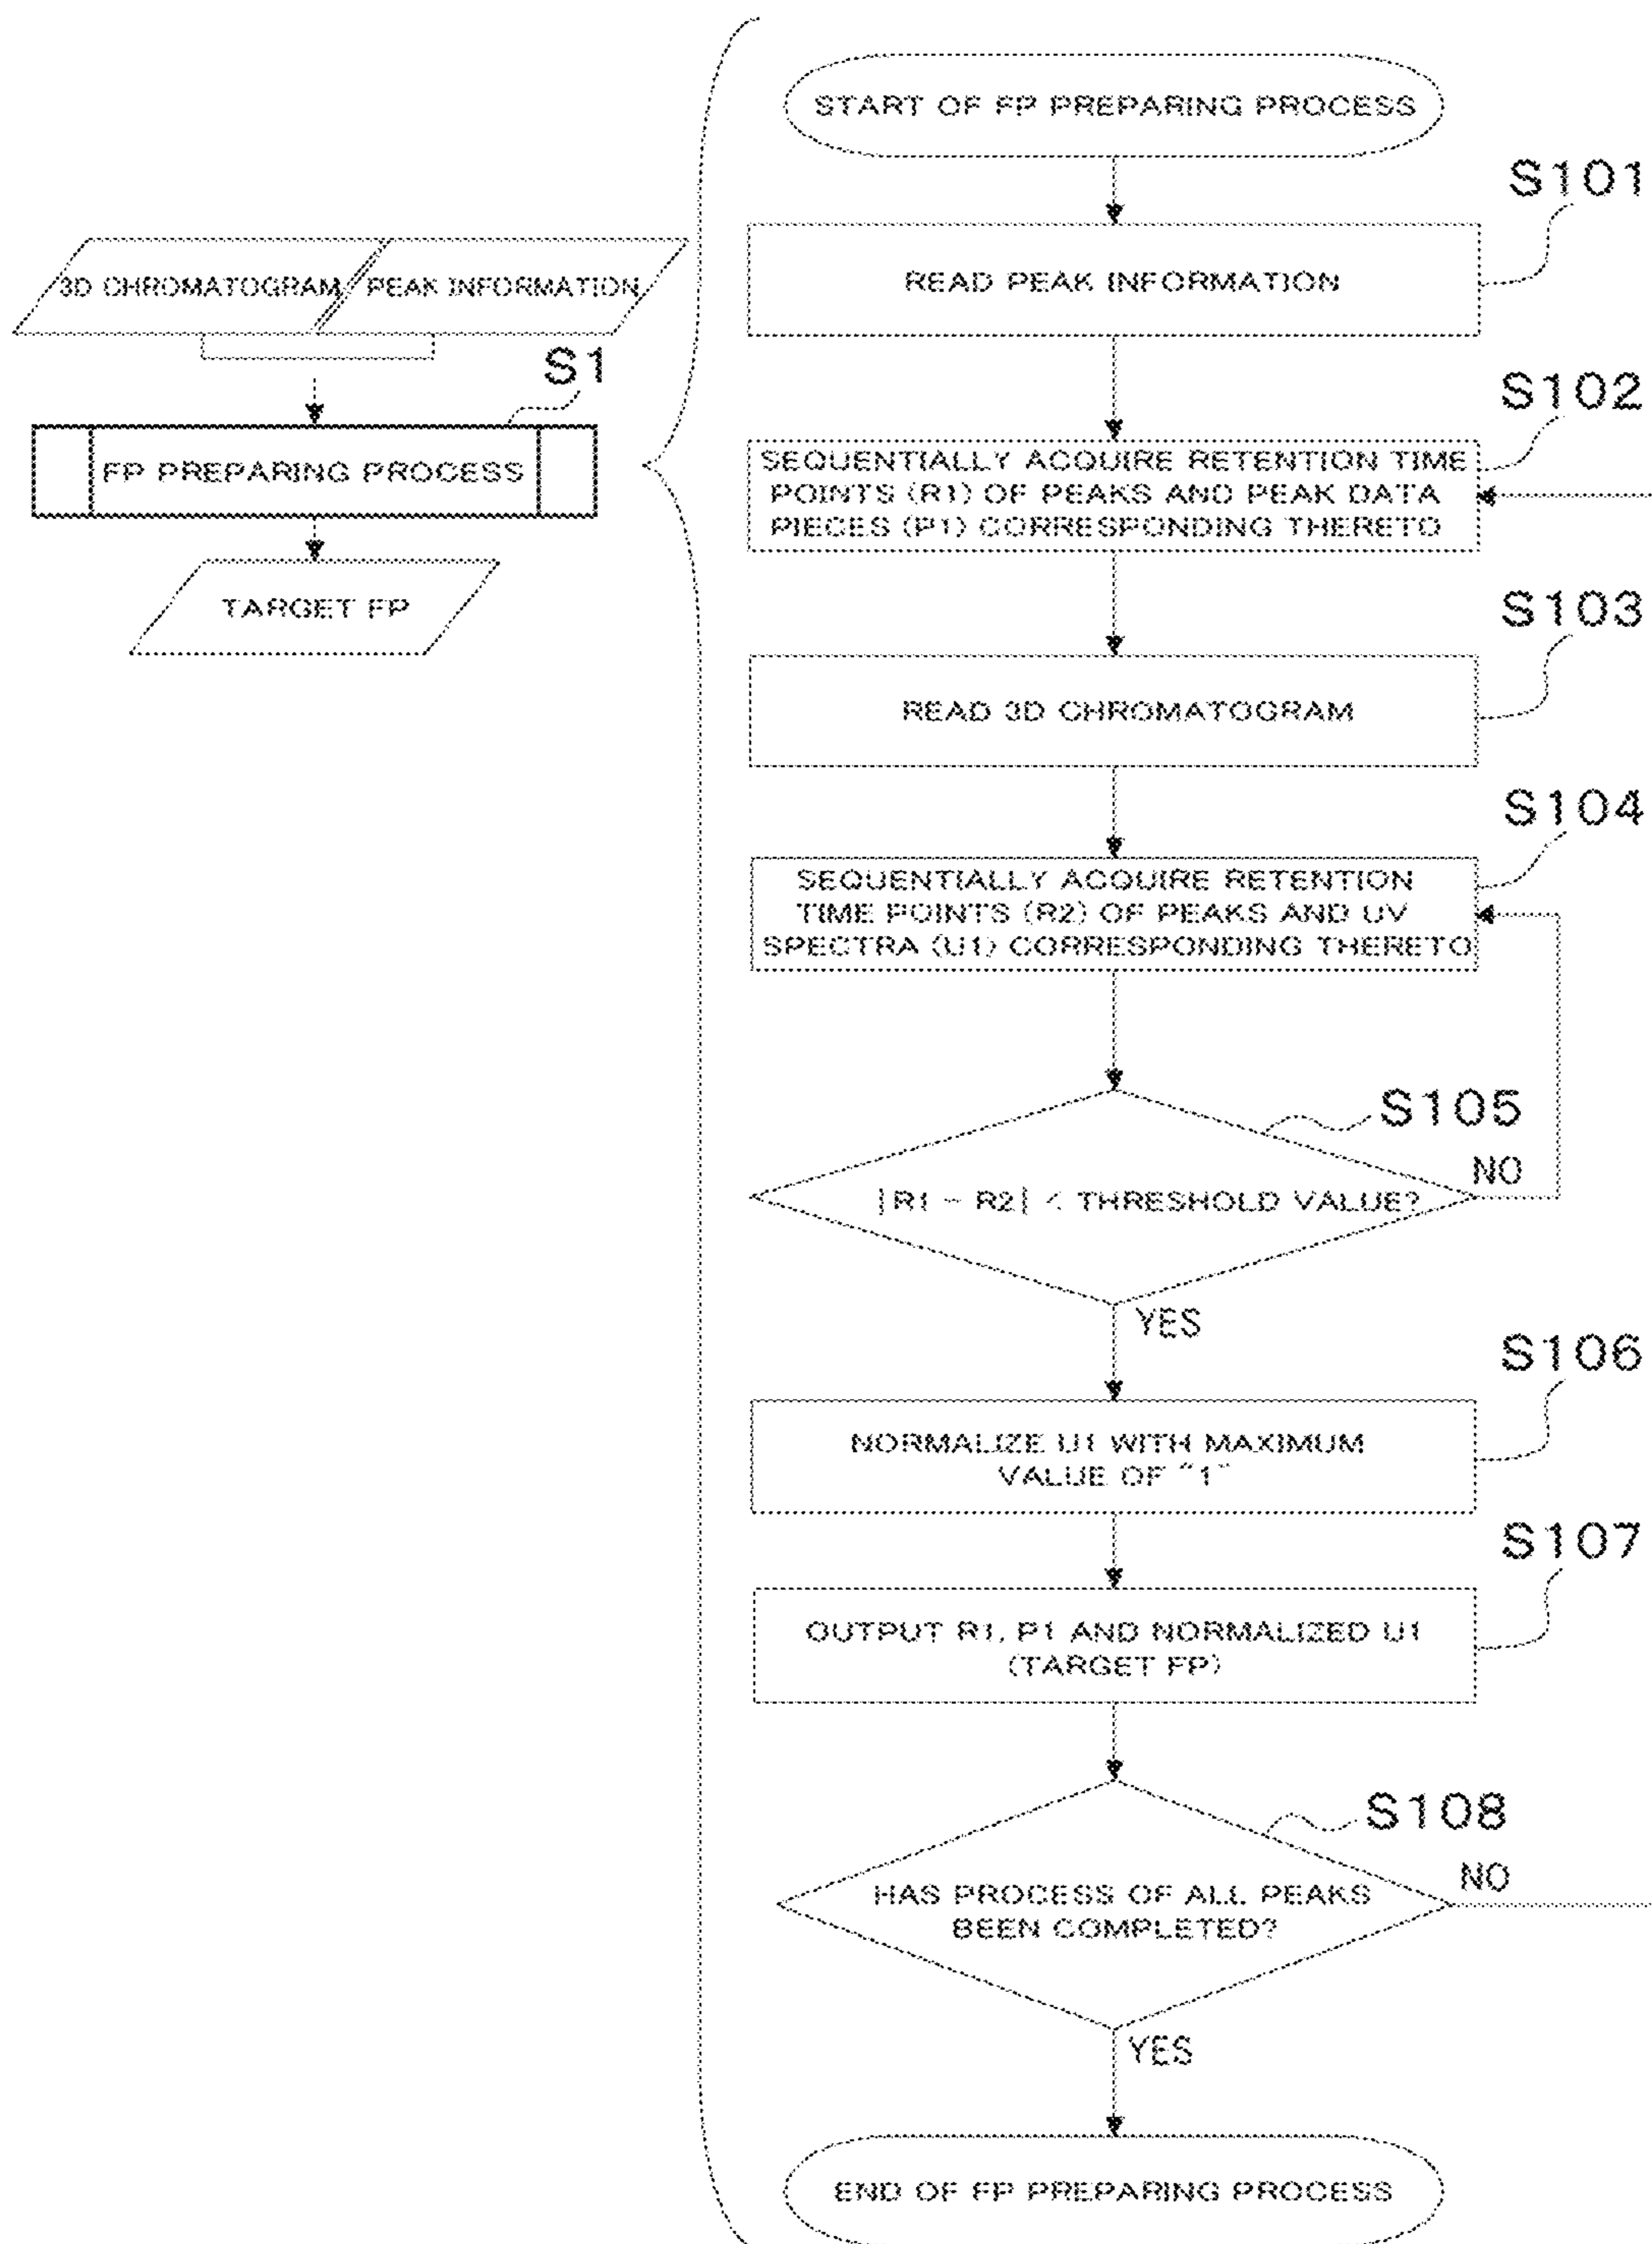 3D CHROMATOGRAM
PEAK INFORMATION
S1
FP PREPARING PROCESS
TARGET FP
START OF FP PREPARING PROCESS
S101
READ PEAK INFORMATION
S102
SEQUENTIALLY ACQUIRE RETENTION TIME
POINTS (R1) OF PEAKS AND PEAK DATA
PIECES (P1) CORRESPONDING THERETO
S103
READ 3D CHROMATOGRAM
S104
SEQUENTIALLY ACQUIRE RETENTION
TIME POINTS (R2) OF PEAKS AND UV
SPECTRA (U1) CORRESPONDING THERETO
S105
|R1 - R2| < THRESHOLD VALUE?
NO
YES
S106
NORMALIZE U1 WITH MAXIMUM
VALUE OF "1"
S107
OUTPUT R1, P1 AND NORMALIZED U1
(TARGET FP)
S108
HAS PROCESS OF ALL PEAKS
BEEN COMPLETED?
NO
YES
END OF FP PREPARING PROCESS